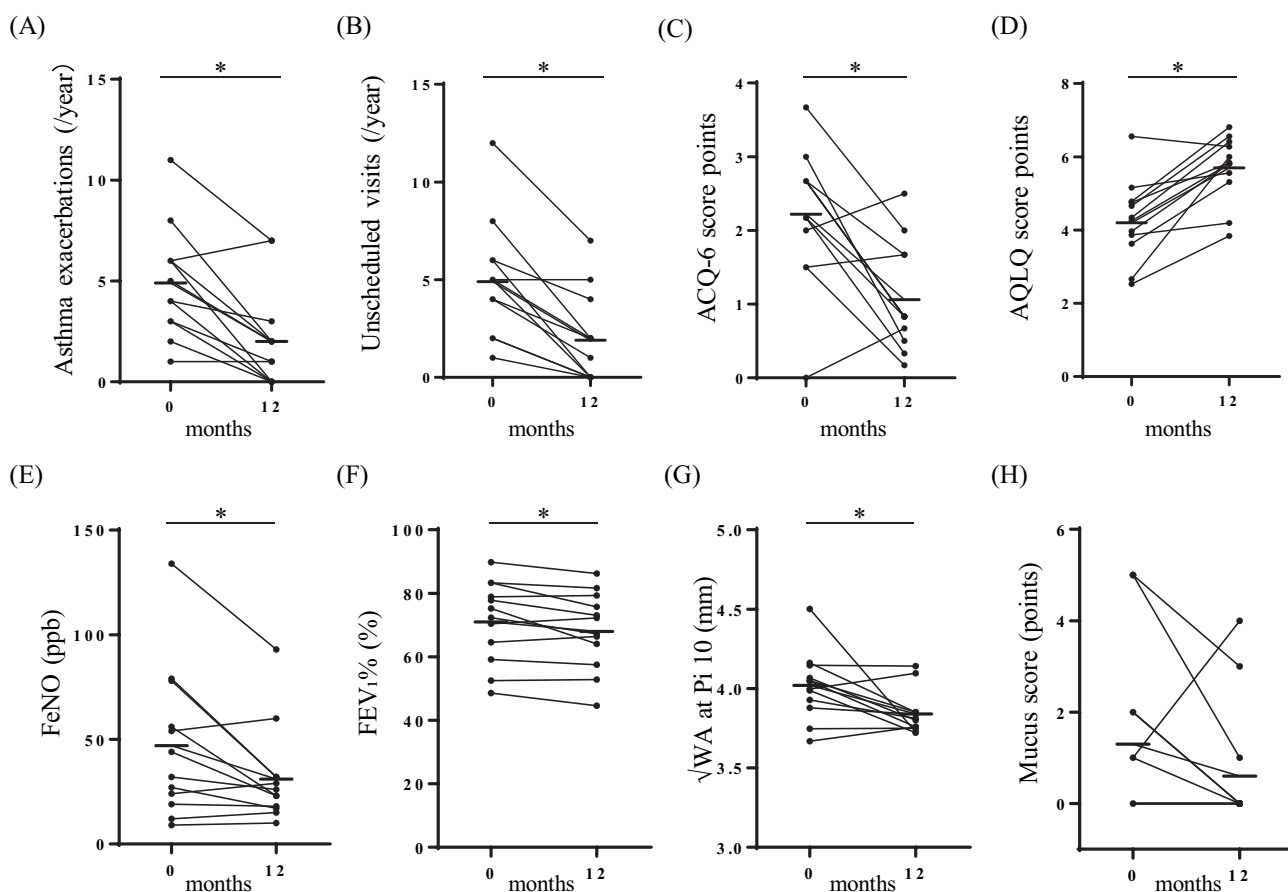 (A)
(B)
(C)
(D)
*
*
*
*
Asthma exacerbations (/year)
15
10
5
0
0 12
months
Unscheduled visits (/year)
15
10
5
0
0 12
months
ACQ-6 score points
4
3
2
1
0
0 12
months
AQLQ score points
8
6
4
2
0
0 12
months
(E)
(F)
(G)
(H)
*
*
*
FeNO (ppb)
150
100
50
0
0 12
months
FEV₁% (%)
100
80
60
40
20
0
0 12
months
√WA at Pi 10 (mm)
5.0
4.5
4.0
3.5
3.0
0 12
months
Mucus score (points)
6
4
2
0
0 12
months